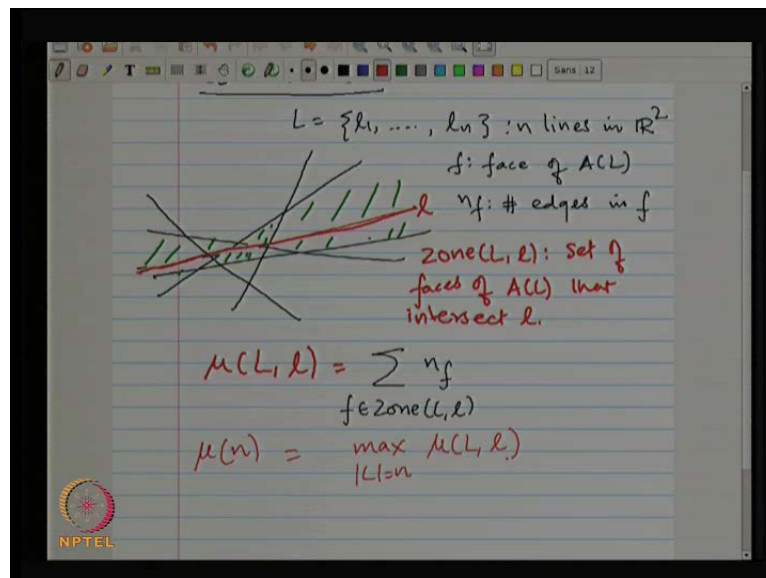 Sans 12
L = {l1, ...., ln} : n lines in ℝ²
f: face of A(L)
l
nf: # edges in f
zone(L, l): Set of
faces of A(L) that
intersect l.
μ(L, l) = Σ nf
f ∈ Zone(L, l)
μ(n) = max μ(L, l)
|L|=n
NPTEL